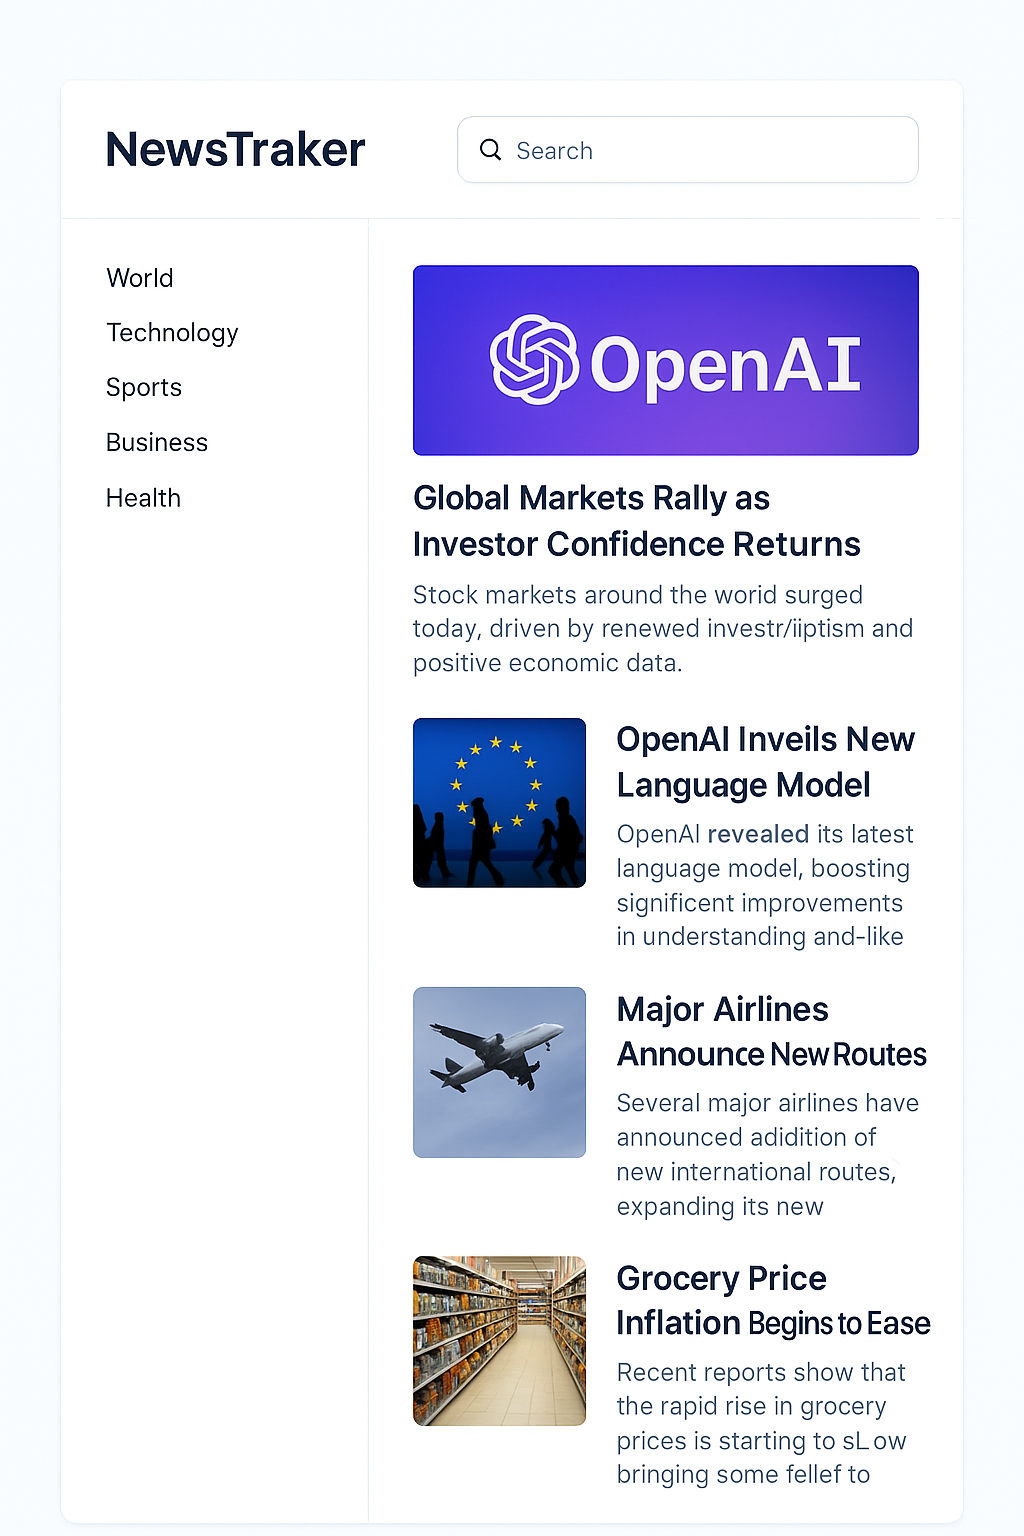 NewsTraker
Search
World
Technology
Sports
Business
Health
OpenAI
Global Markets Rally as
Investor Confidence Returns
Stock markets around the world surged
today, driven by renewed investr/iiptism and
positive economic data.
OpenAI Inveils New
Language Model
OpenAI revealed its latest
language model, boosting
significent improvements
in understanding and-like
Major Airlines
Announce New Routes
Several major airlines have
announced adidition of
new international routes,
expanding its new
Grocery Price
Inflation Begins to Ease
Recent reports show that
the rapid rise in grocery
prices is starting to sL ow
bringing some fellef to